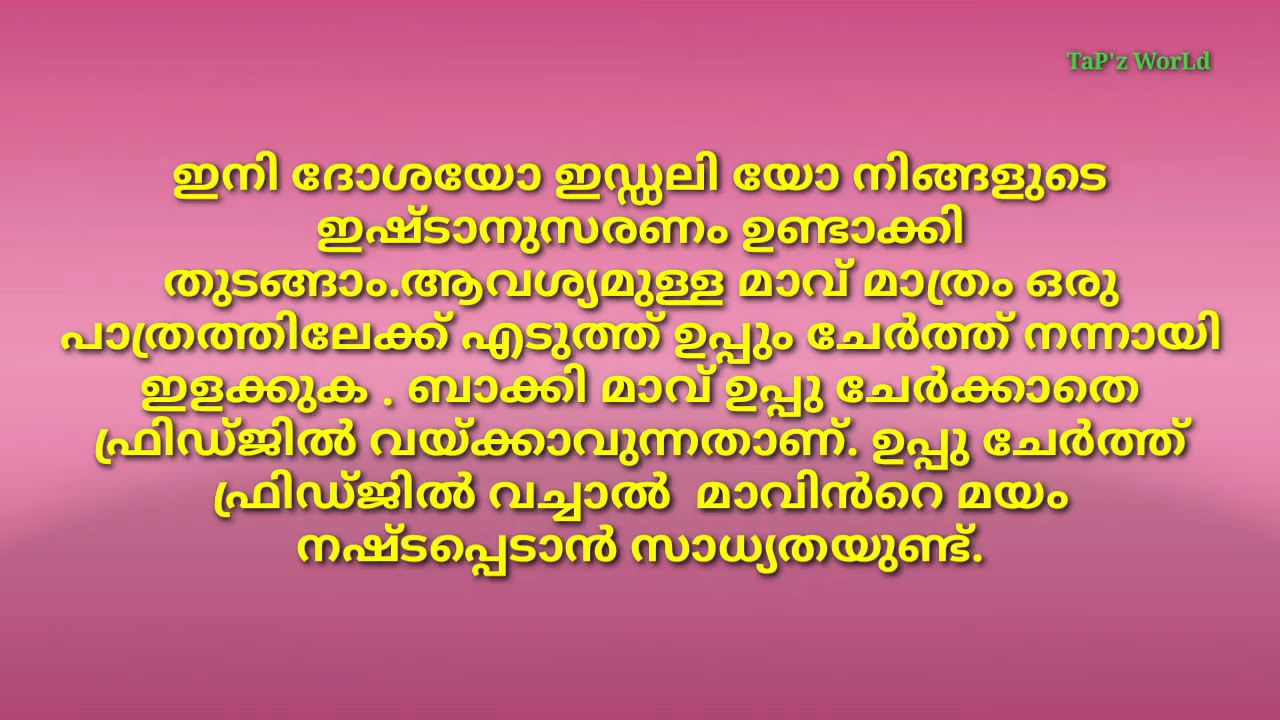 TaP'z WorLd
ഇനി ദോശയോ ഇഡ്ഡലി യോ നിങ്ങളുടെ
ഇഷ്ടാനുസരണം ഉണ്ടാക്കി
തുടങ്ങാം.ആവശ്യമുള്ള മാവ് മാത്രം ഒരു
പാത്രത്തിലേക്ക് എടുത്ത് ഉപ്പും ചേർത്ത് നന്നായി
ഇളക്കുക . ബാക്കി മാവ് ഉപ്പു ചേർക്കാതെ
ഫ്രിഡ്ജിൽ വയ്ക്കാവുന്നതാണ്. ഉപ്പു ചേർത്ത്
ഫ്രിഡ്ജിൽ വച്ചാൽ  മാവിൻറെ മയം
നഷ്ടപ്പെടാൻ സാധ്യതയുണ്ട്.